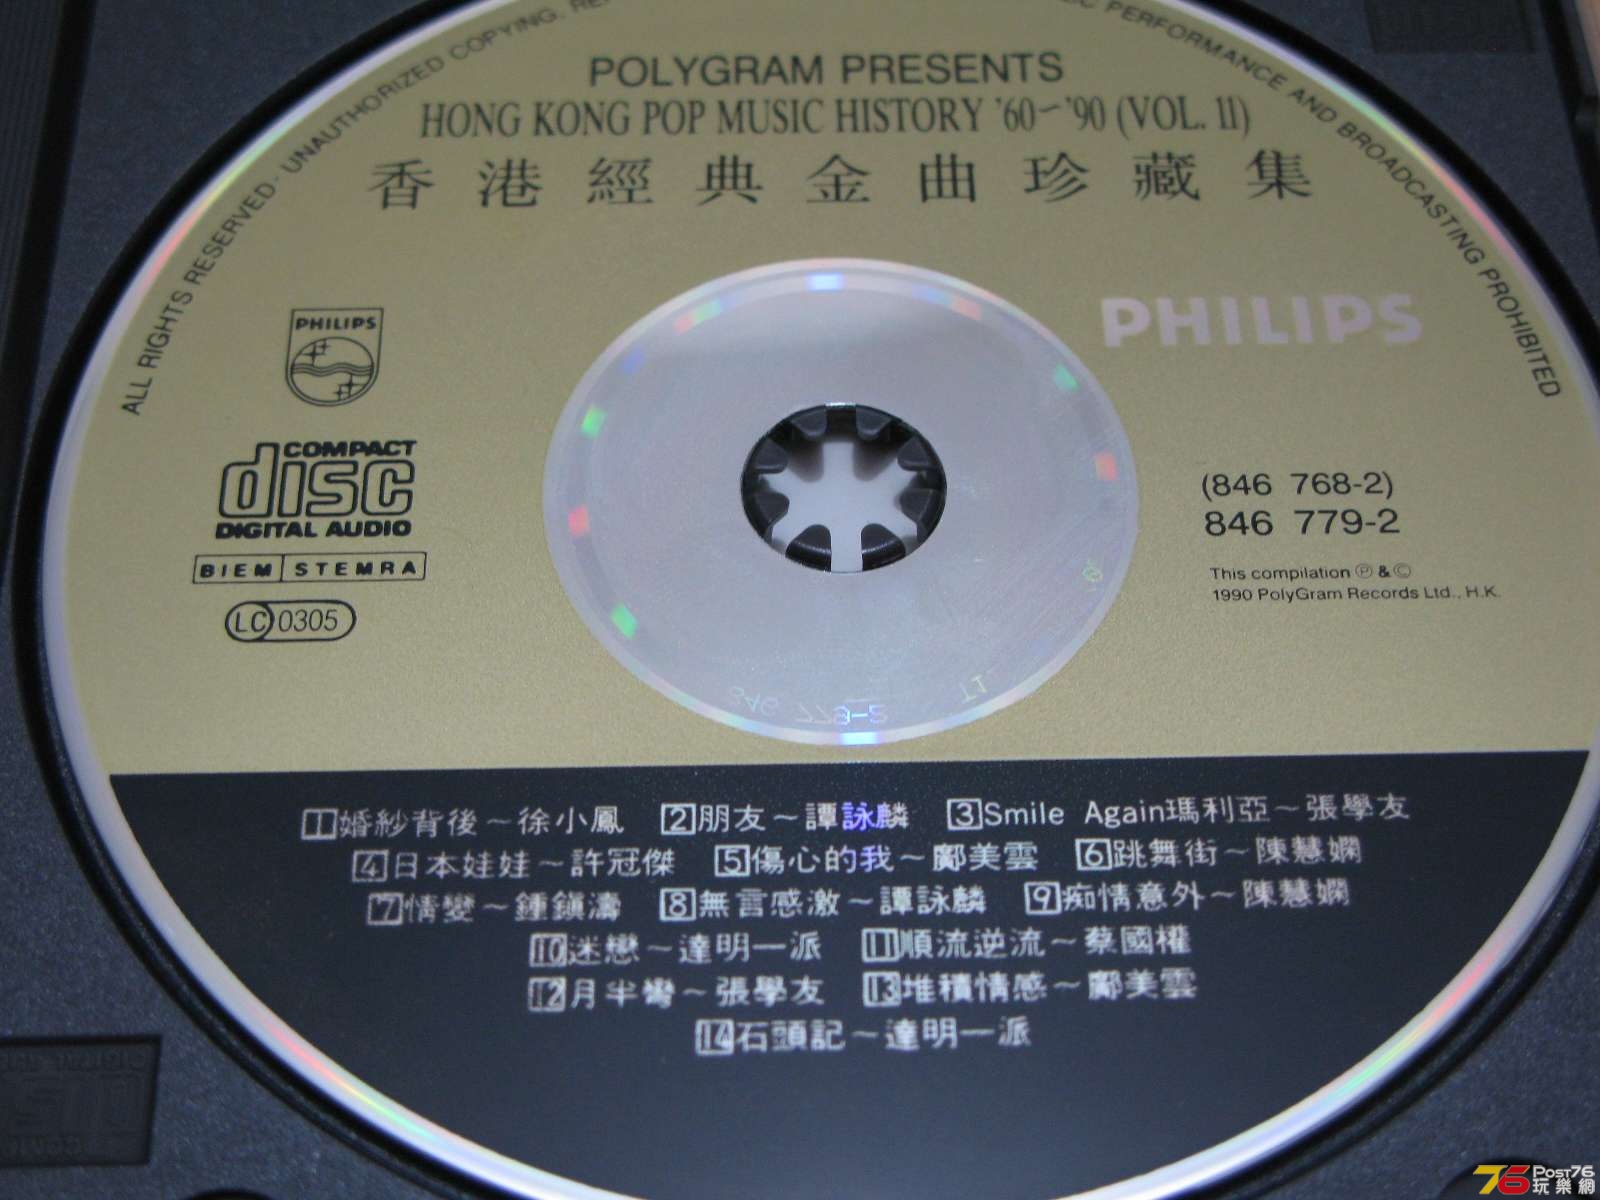 ALL RIGHTS RESERVED · UNAUTHORIZED COPYING,
PERFORMANCE AND BROADCASTING PROHIBITED
POLYGRAM PRESENTS
HONG KONG POP MUSIC HISTORY '60～'90 (VOL. 11)
香港經典金曲珍藏集
PHILIPS
PHILIPS
COMPACT
disc
DIGITAL AUDIO
BIEM STEMRA
LC 0305
(846 768-2)
846 779-2
This compilation Ⓟ & ©
1990 PolyGram Records Ltd., H.K.
1婚紗背後～徐小鳳 2朋友～譚詠麟 3Smile Again瑪利亞～張學友
4日本娃娃～許冠傑 5傷心的我～鄺美雲 6跳舞街～陳慧嫻
7情變～鍾鎮濤 8無言感激～譚詠麟 9痴情意外～陳慧嫻
10迷戀～達明一派 11順流逆流～蔡國權
12月半彎～張學友 13堆積情感～鄺美雲
14石頭記～達明一派
76 Post76
玩樂網